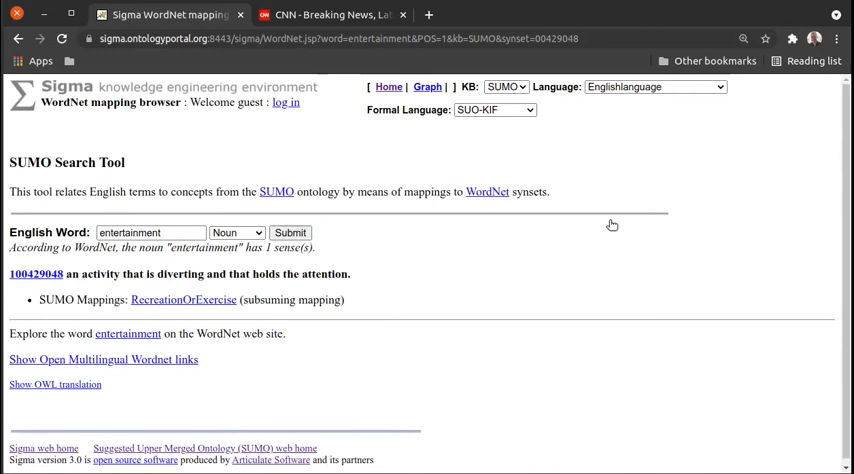 Sigma WordNet mapping
CNN - Breaking News, Lat
sigma.ontologyportal.org:8443/sigma/WordNet.jsp?word=entertainment&POS=1&kb=SUMO&synset=00429048
Apps
Other bookmarks
Reading list
Sigma knowledge engineering environment
WordNet mapping browser : Welcome guest : log in
[ Home | Graph | ] KB: SUMO Language: Englishlanguage
Formal Language: SUO-KIF
SUMO Search Tool
This tool relates English terms to concepts from the SUMO ontology by means of mappings to WordNet synsets.
English Word: entertainment Noun Submit
According to WordNet, the noun "entertainment" has 1 sense(s).
100429048 an activity that is diverting and that holds the attention.
• SUMO Mappings: RecreationOrExercise (subsuming mapping)
Explore the word entertainment on the WordNet web site.
Show Open Multilingual Wordnet links
Show OWL translation
Sigma web home Suggested Upper Merged Ontology (SUMO) web home
Sigma version 3.0 is open source software produced by Articulate Software and its partners